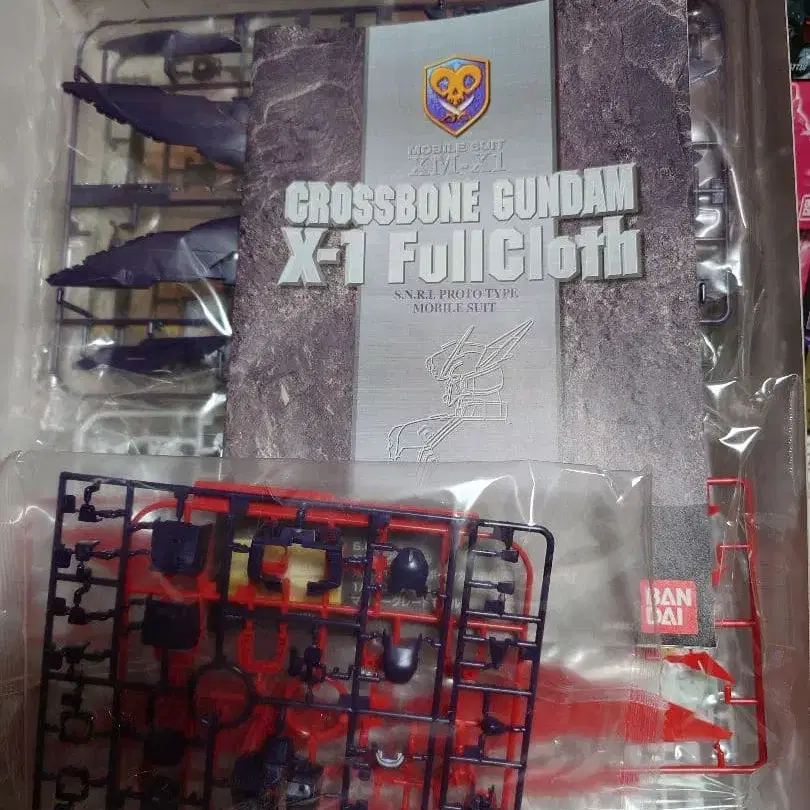 MOBILE SUIT
XM-X1
CROSSBONE GUNDAM
X-1 FullCloth
S.N.R.I. PROTO-TYPE
MOBILE SUIT
BAN
DAI